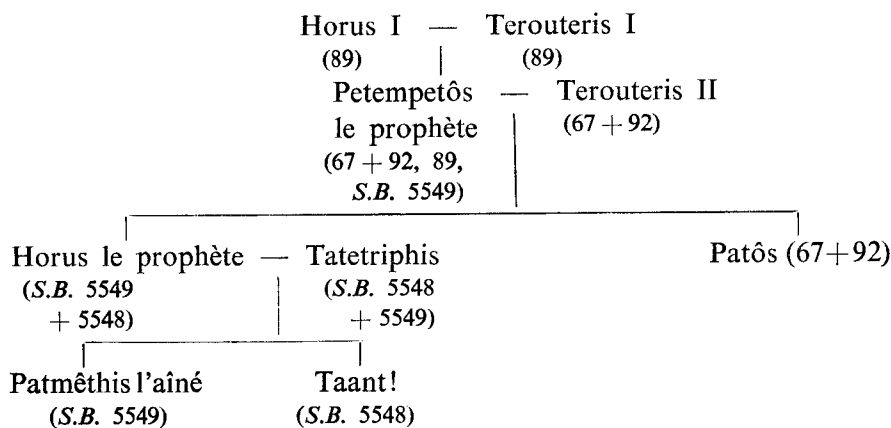 Horus I — Terouteris I
(89) (89)
Petempetôs — Terouteris II
le prophète (67 + 92)
(67 + 92, 89,
S.B. 5549)
Horus le prophète — Tatetriphis Patôs (67+92)
(S.B. 5549 (S.B. 5548
+ 5548) + 5549)
Patmêthis l'aîné Taant!
(S.B. 5549) (S.B. 5548)